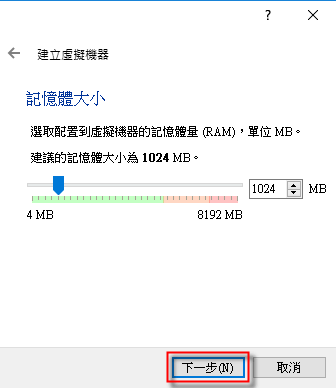 ?
建立虛擬機器
記憶體大小
選取配置到虛擬機器的記憶體量 (RAM),單位 MB。
建議的記憶體大小為 1024 MB。
1024 MB
4 MB 8192 MB
下一步(N) 取消